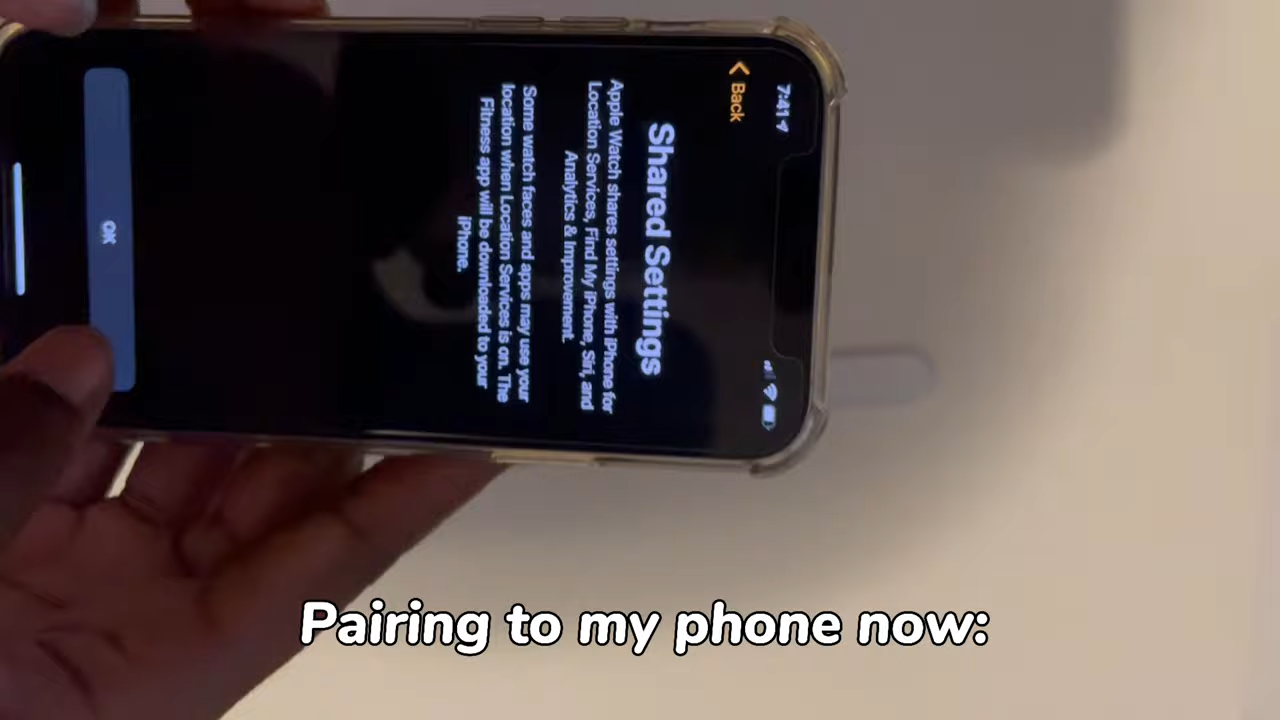 7:41
Back
Shared Settings
Apple Watch shares settings with iPhone for
Location Services, Find My iPhone, Siri, and
Analytics & Improvement.
Some watch faces and apps may use your
location when Location Services is on. The
Fitness app will be downloaded to your
iPhone.
OK
Pairing to my phone now: